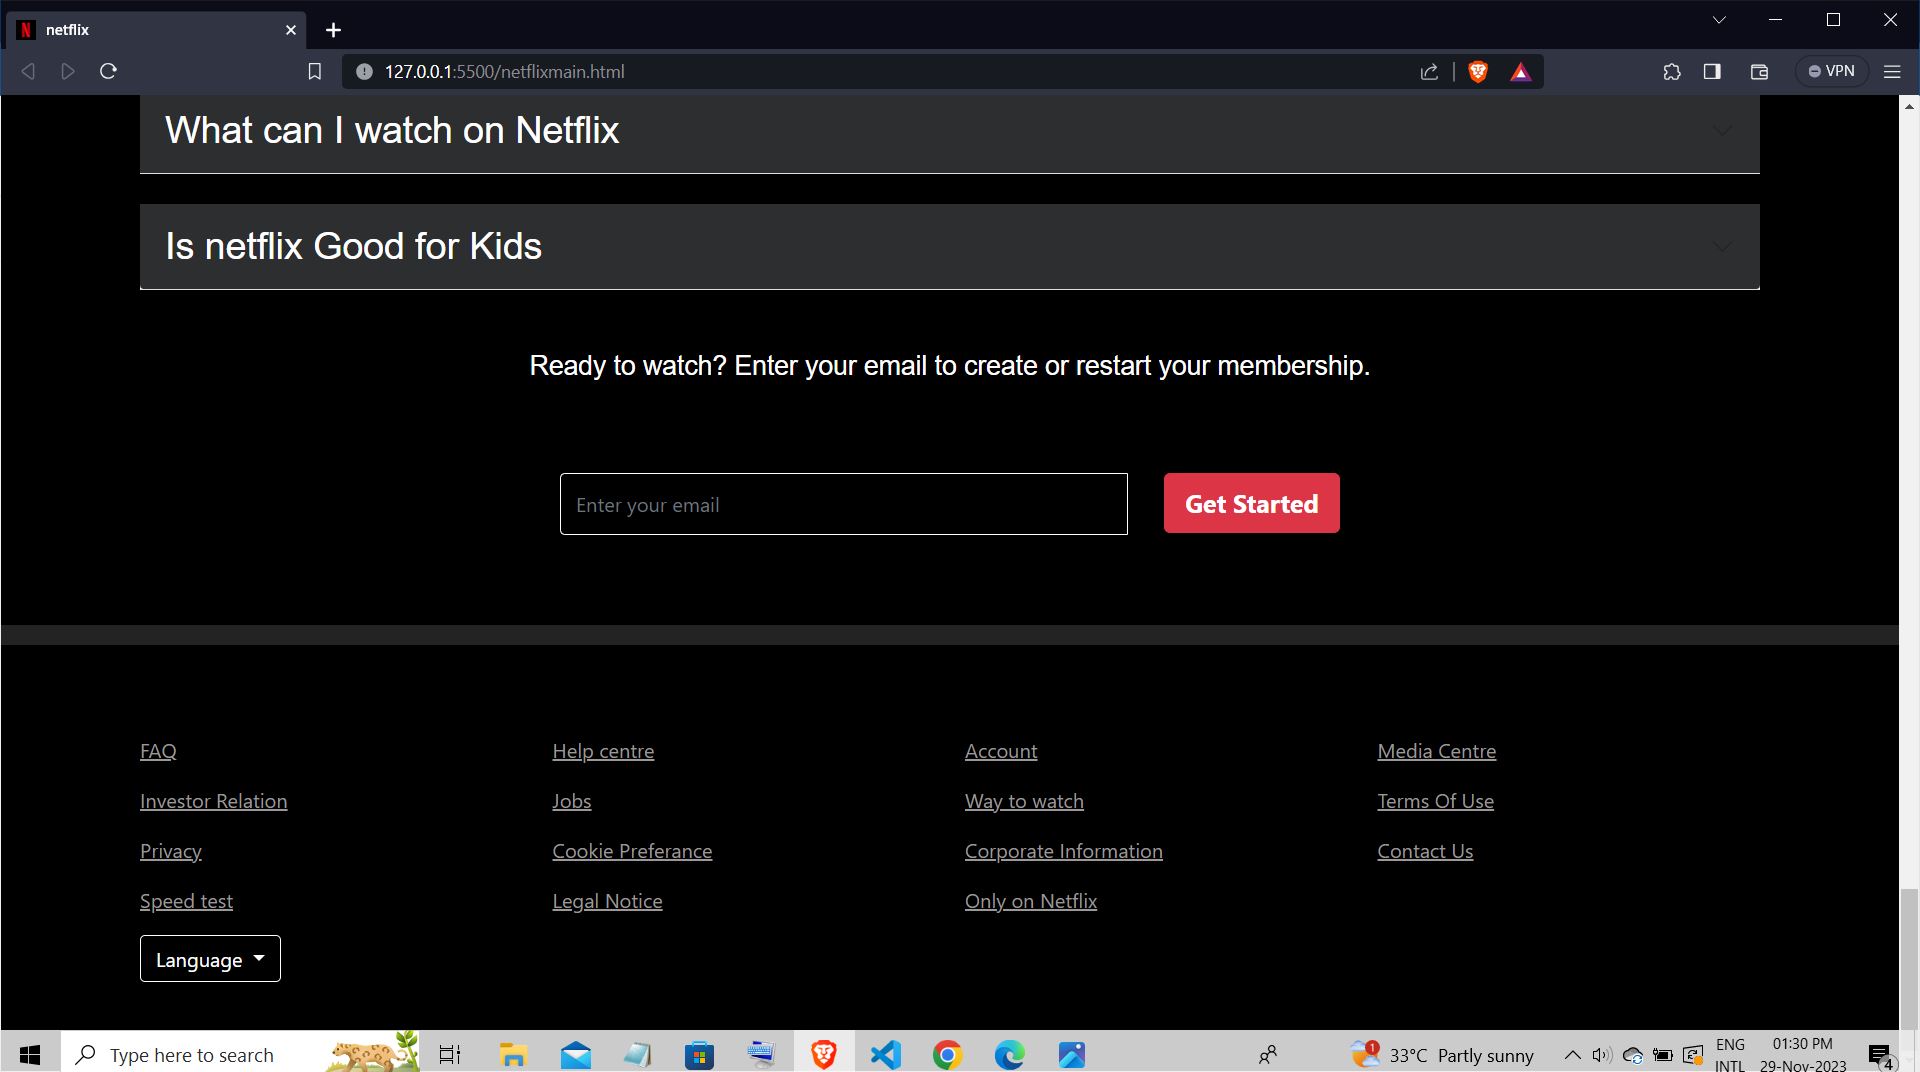 netflix
127.0.0.1:5500/netflixmain.html
VPN
What can I watch on Netflix
Is netflix Good for Kids
Ready to watch? Enter your email to create or restart your membership.
Enter your email
Get Started
FAQ Help centre Account Media Centre
Investor Relation Jobs Way to watch Terms Of Use
Privacy Cookie Preferance Corporate Information Contact Us
Speed test Legal Notice Only on Netflix
Language
Type here to search
1
33°C Partly sunny
ENG
INTL
01:30 PM
29-Nov-2023
4